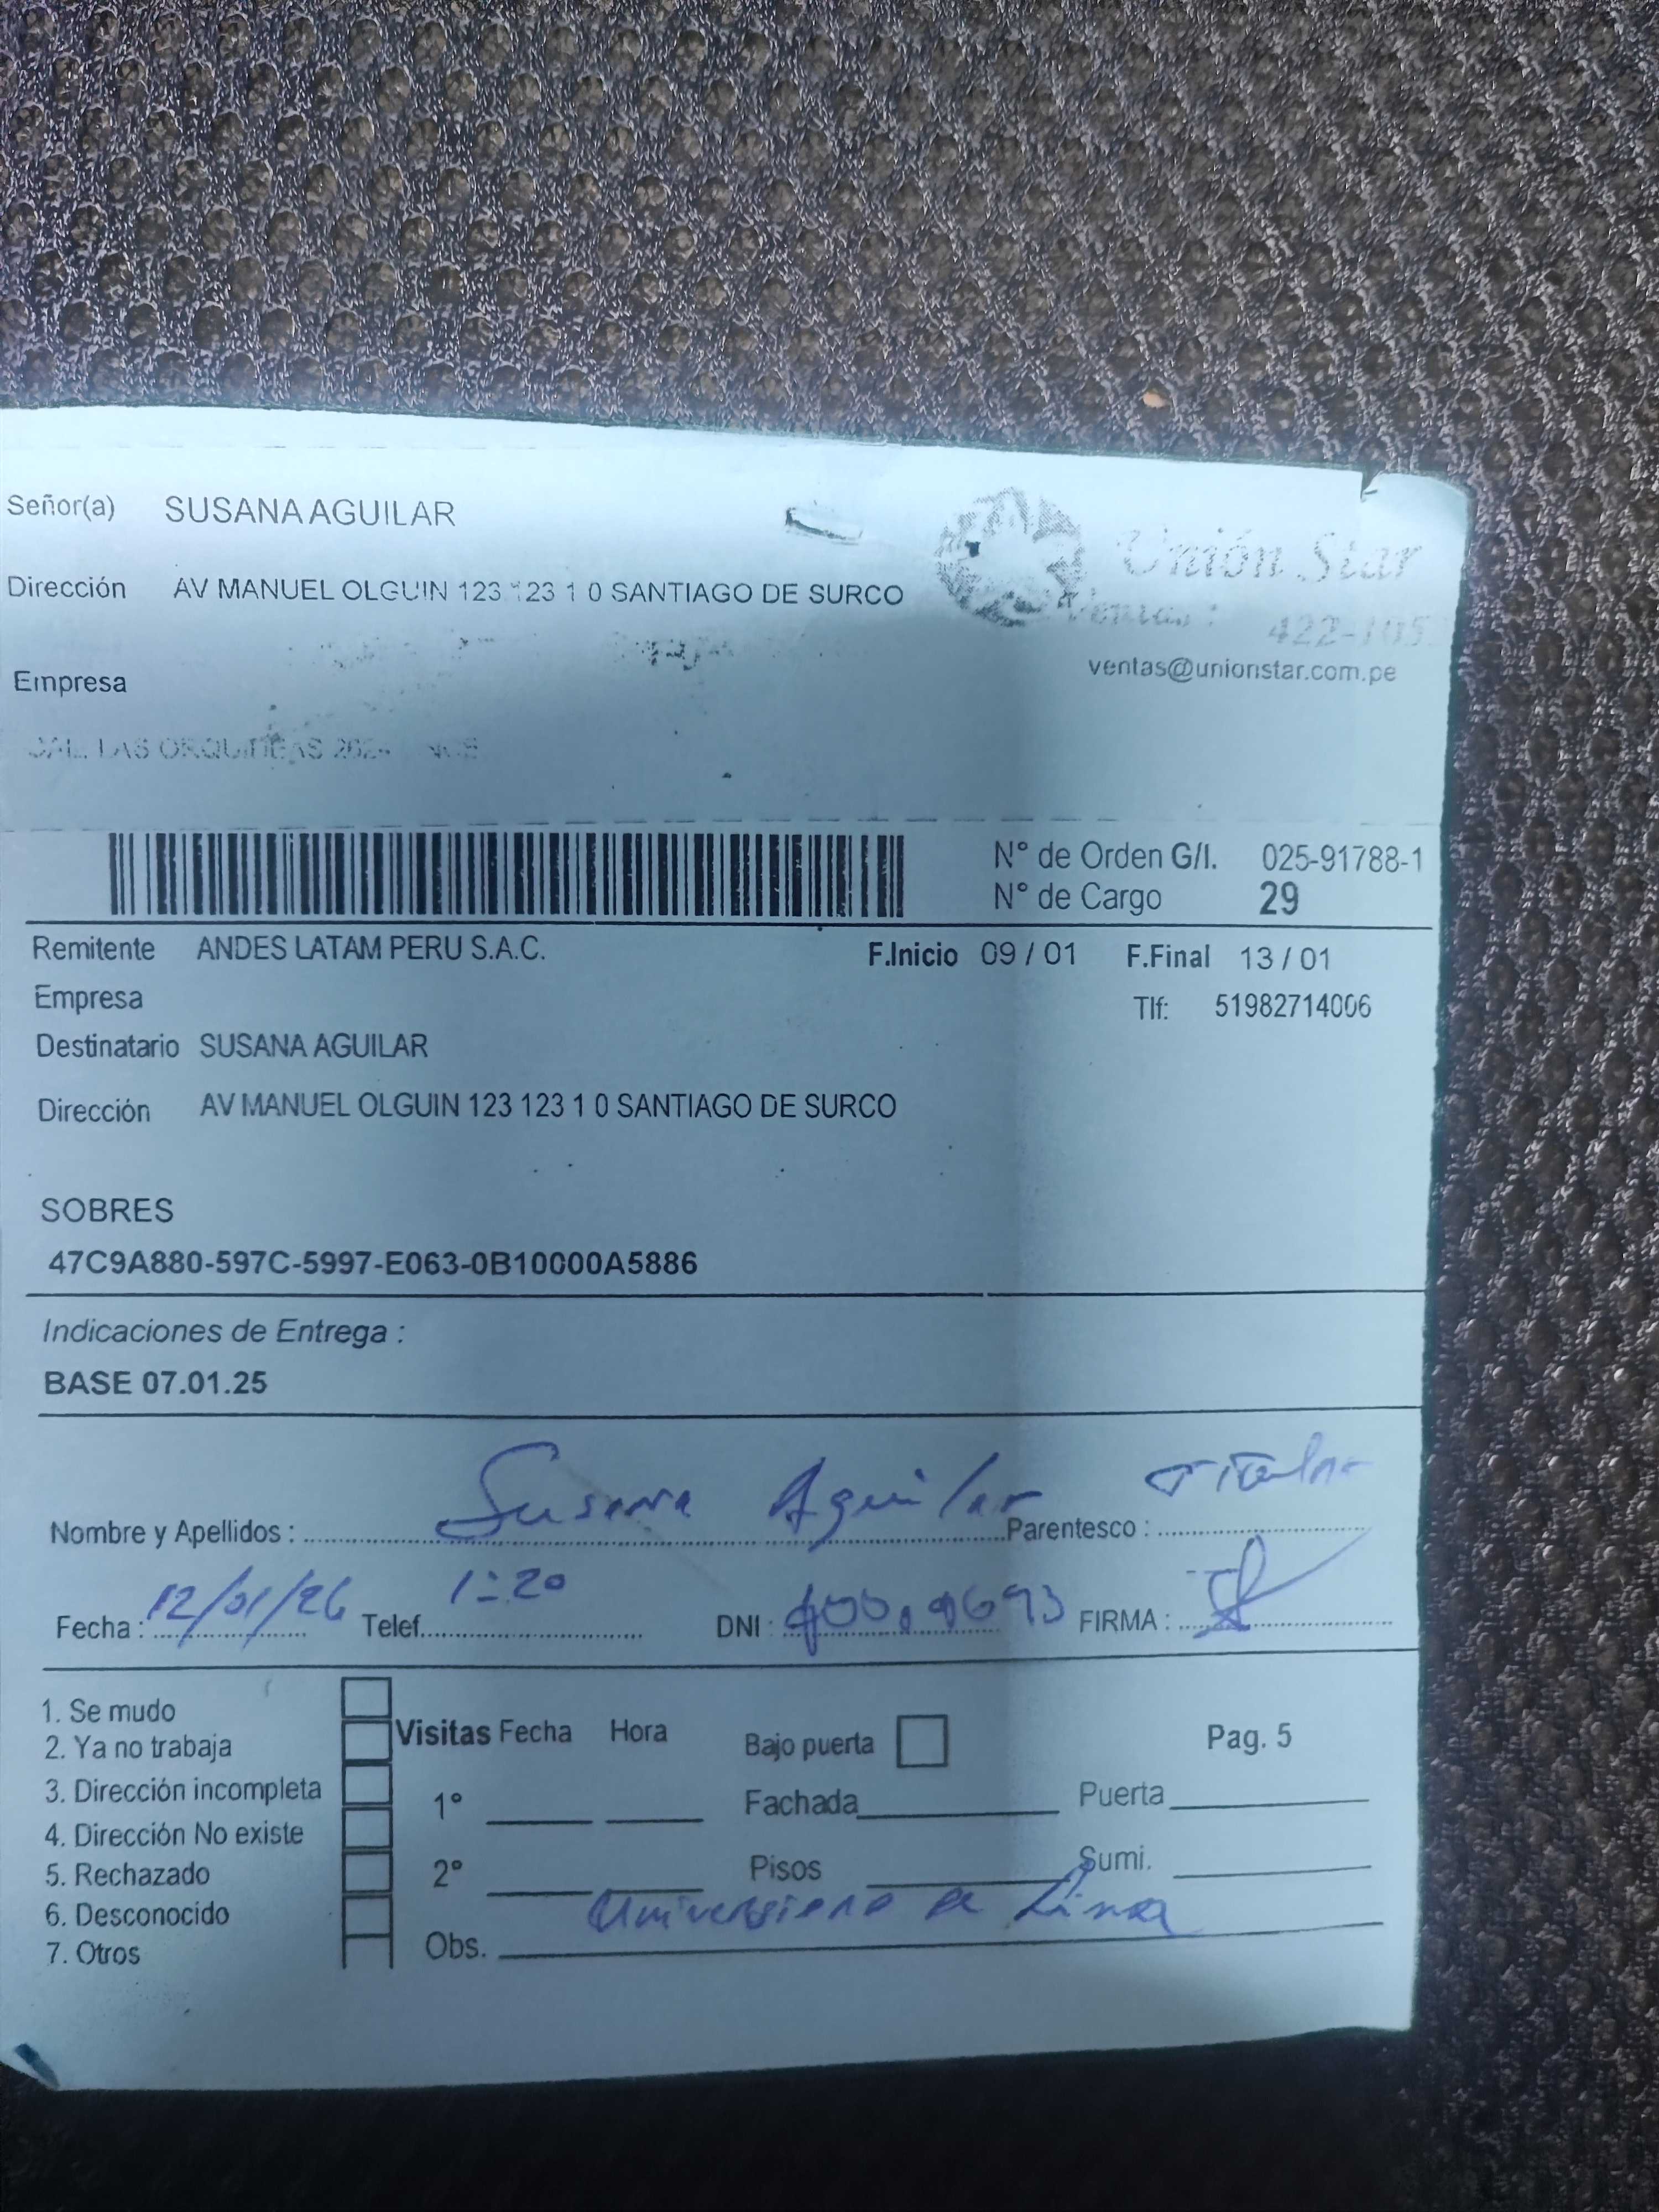 Señor(a) SUSANA AGUILAR
Unión Star
Dirección AV MANUEL OLGUIN 123 123 1 0 SANTIAGO DE SURCO
Ventas :
ventas@unionstar.com.pe
Empresa
CAL. LAS ORQUIDEAS
N° de Orden G/I. 025-91788-1
N° de Cargo 29
Remitente ANDES LATAM PERU S.A.C. F.Inicio 09 / 01 F.Final 13 / 01
Empresa Tlf: 51982714006
Destinatario SUSANA AGUILAR
Dirección AV MANUEL OLGUIN 123 123 1 0 SANTIAGO DE SURCO
SOBRES
47C9A880-597C-5997-E063-0B10000A5886
Indicaciones de Entrega :
BASE 07.01.25
Nombre y Apellidos : Susana Aguilar Parentesco : Titular
Fecha : 12/01/26 Telef. 1:20 DNI : FIRMA :
1. Se mudo
2. Ya no trabaja
3. Dirección incompleta
4. Dirección No existe
5. Rechazado
6. Desconocido
7. Otros
Visitas Fecha Hora Bajo puerta Pag. 5
1° Fachada Puerta
2° Pisos Sumi.
Obs. de Lima